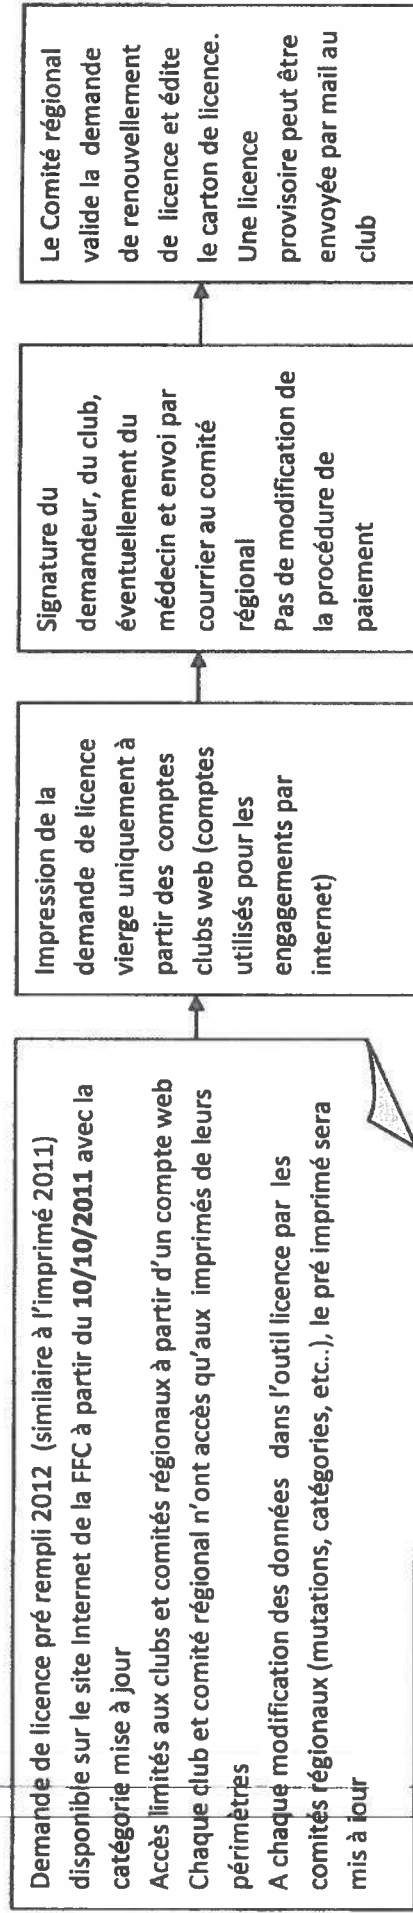 Demande de licence pré rempli 2012 (similaire à l'imprimé 2011)
disponible sur le site Internet de la FFC à partir du 10/10/2011 avec la
catégorie mise à jour
Accès limités aux clubs et comités régionaux à partir d'un compte web
Chaque club et comité régional n'ont accès qu'aux imprimés de leurs
périmètres
A chaque modification des données dans l'outil licence par les
comités régionaux (mutations, catégories, etc..), le pré imprimé sera
mis à jour
Impression de la
demande de licence
vierge uniquement à
partir des comptes
clubs web (comptes
utilisés pour les
engagements par
internet)
Signature du
demandeur, du club,
éventuellement du
médecin et envoi par
courrier au comité
régional
Pas de modification de
la procédure de
paiement
Le Comité régional
valide la demande
de renouvellement
de licence et édite
le carton de licence.
Une licence
provisoire peut être
envoyée par mail au
club